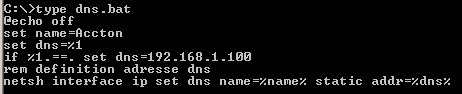 C:\>type dns.bat
@echo off
set name=Accton
set dns=%1
if %1.==. set dns=192.168.1.100
rem definition adresse dns
netsh interface ip set dns name=%name% static addr=%dns%